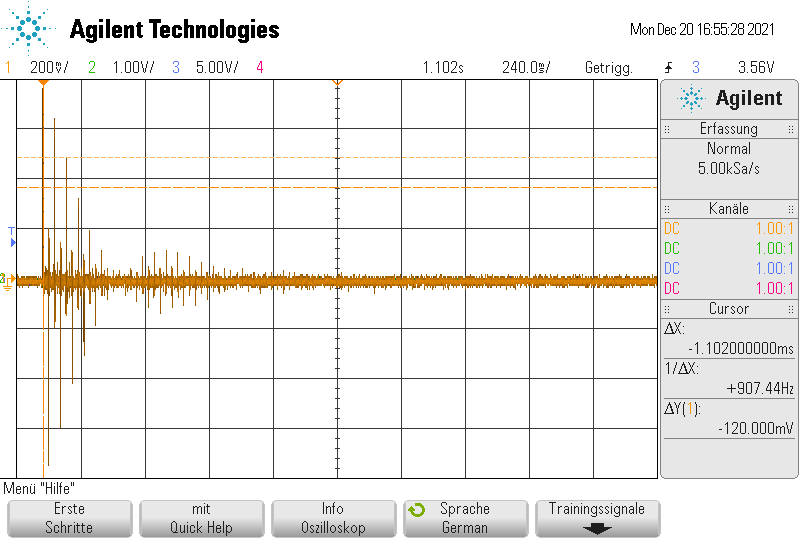 Agilent Technologies
Mon Dec 20 16:55:28 2021
1 200mV/ 2 1.00V/ 3 5.00V/ 4 1.102s 240.0ms/ Getrigg. 3 3.56V
Agilent
Erfassung
Normal
5.00kSa/s
Kanäle
DC 1.00:1
DC 1.00:1
DC 1.00:1
DC 1.00:1
Cursor
ΔX:
-1.102000000ms
1/ΔX:
+907.44Hz
ΔY(1):
-120.000mV
T
2
Menü "Hilfe"
Erste
Schritte
mit
Quick Help
Info
Oszilloskop
Sprache
German
Trainingssignale